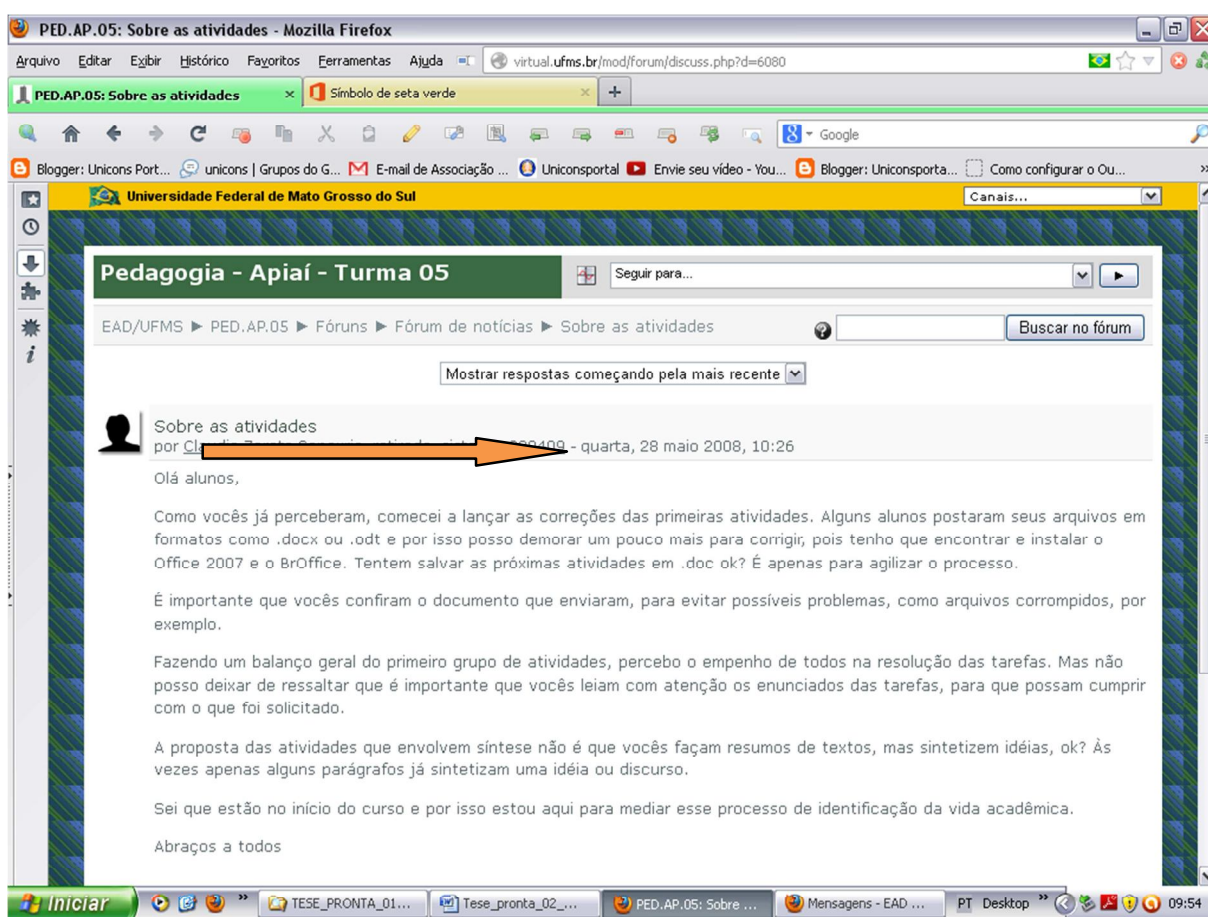 PED.AP.05: Sobre as atividades - Mozilla Firefox
Arquivo Editar Exibir Histórico Favoritos Ferramentas Ajuda virtual.ufms.br/mod/forum/discuss.php?d=6080
PED.AP.05: Sobre as atividades × Símbolo de seta verde × +
Google
Blogger: Unicons Port... unicons | Grupos do G... E-mail de Associação ... Uniconsportal Envie seu vídeo - You... Blogger: Uniconsporta... Como configurar o Ou... »
Universidade Federal de Mato Grosso do Sul Canais...
Pedagogia - Apiaí - Turma 05 Seguir para...
EAD/UFMS ► PED.AP.05 ► Fóruns ► Fórum de notícias ► Sobre as atividades Buscar no fórum
Mostrar respostas começando pela mais recente
Sobre as atividades
por - quarta, 28 maio 2008, 10:26
Olá alunos,
Como vocês já perceberam, comecei a lançar as correções das primeiras atividades. Alguns alunos postaram seus arquivos em
formatos como .docx ou .odt e por isso posso demorar um pouco mais para corrigir, pois tenho que encontrar e instalar o
Office 2007 e o BrOffice. Tentem salvar as próximas atividades em .doc ok? É apenas para agilizar o processo.
É importante que vocês confiram o documento que enviaram, para evitar possíveis problemas, como arquivos corrompidos, por
exemplo.
Fazendo um balanço geral do primeiro grupo de atividades, percebo o empenho de todos na resolução das tarefas. Mas não
posso deixar de ressaltar que é importante que vocês leiam com atenção os enunciados das tarefas, para que possam cumprir
com o que foi solicitado.
A proposta das atividades que envolvem síntese não é que vocês façam resumos de textos, mas sintetizem idéias, ok? Às
vezes apenas alguns parágrafos já sintetizam uma idéia ou discurso.
Sei que estão no início do curso e por isso estou aqui para mediar esse processo de identificação da vida acadêmica.
Abraços a todos
Iniciar » TESE_PRONTA_01... Tese_pronta_02_... PED.AP.05: Sobre ... Mensagens - EAD ... PT Desktop » 09:54